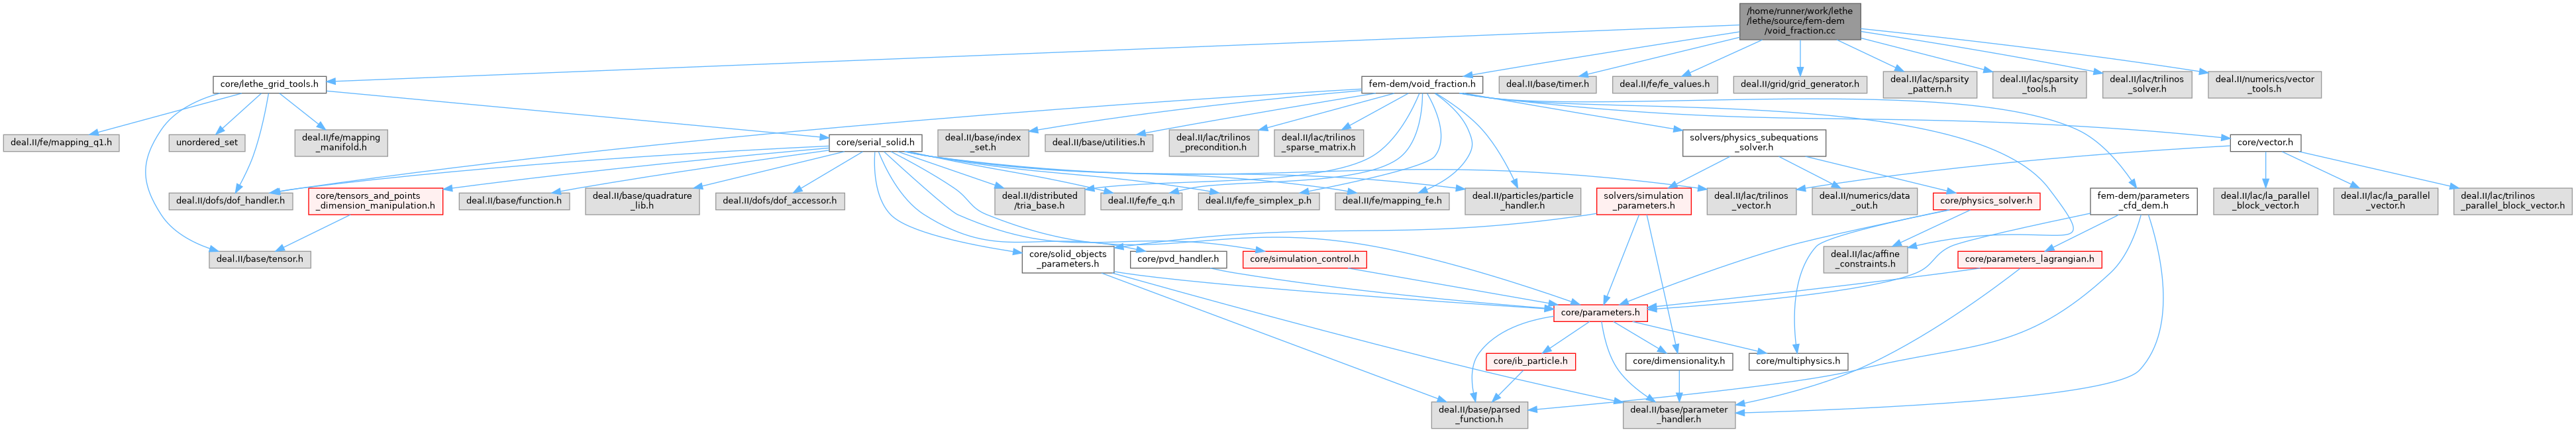 /home/runner/work/lethe
/lethe/source/fem-dem
/void_fraction.cc
core/lethe_grid_tools.h
fem-dem/void_fraction.h
deal.II/base/timer.h
deal.II/fe/fe_values.h
deal.II/grid/grid_generator.h
deal.II/lac/sparsity
_pattern.h
deal.II/lac/sparsity
_tools.h
deal.II/lac/trilinos
_solver.h
deal.II/numerics/vector
_tools.h
deal.II/fe/mapping_q1.h
unordered_set
deal.II/fe/mapping
_manifold.h
core/serial_solid.h
deal.II/base/index
_set.h
deal.II/base/utilities.h
deal.II/lac/trilinos
_precondition.h
deal.II/lac/trilinos
_sparse_matrix.h
solvers/physics_subequations
_solver.h
core/vector.h
deal.II/dofs/dof_handler.h
core/tensors_and_points
_dimension_manipulation.h
deal.II/base/function.h
deal.II/base/quadrature
_lib.h
deal.II/dofs/dof_accessor.h
deal.II/distributed
/tria_base.h
deal.II/fe/fe_q.h
deal.II/fe/fe_simplex_p.h
deal.II/fe/mapping_fe.h
deal.II/particles/particle
_handler.h
solvers/simulation
_parameters.h
deal.II/lac/trilinos
_vector.h
deal.II/numerics/data
_out.h
core/physics_solver.h
fem-dem/parameters
_cfd_dem.h
deal.II/lac/la_parallel
_block_vector.h
deal.II/lac/la_parallel
_vector.h
deal.II/lac/trilinos
_parallel_block_vector.h
deal.II/base/tensor.h
core/solid_objects
_parameters.h
core/pvd_handler.h
core/simulation_control.h
deal.II/lac/affine
_constraints.h
core/parameters_lagrangian.h
core/parameters.h
core/ib_particle.h
core/dimensionality.h
core/multiphysics.h
deal.II/base/parsed
_function.h
deal.II/base/parameter
_handler.h